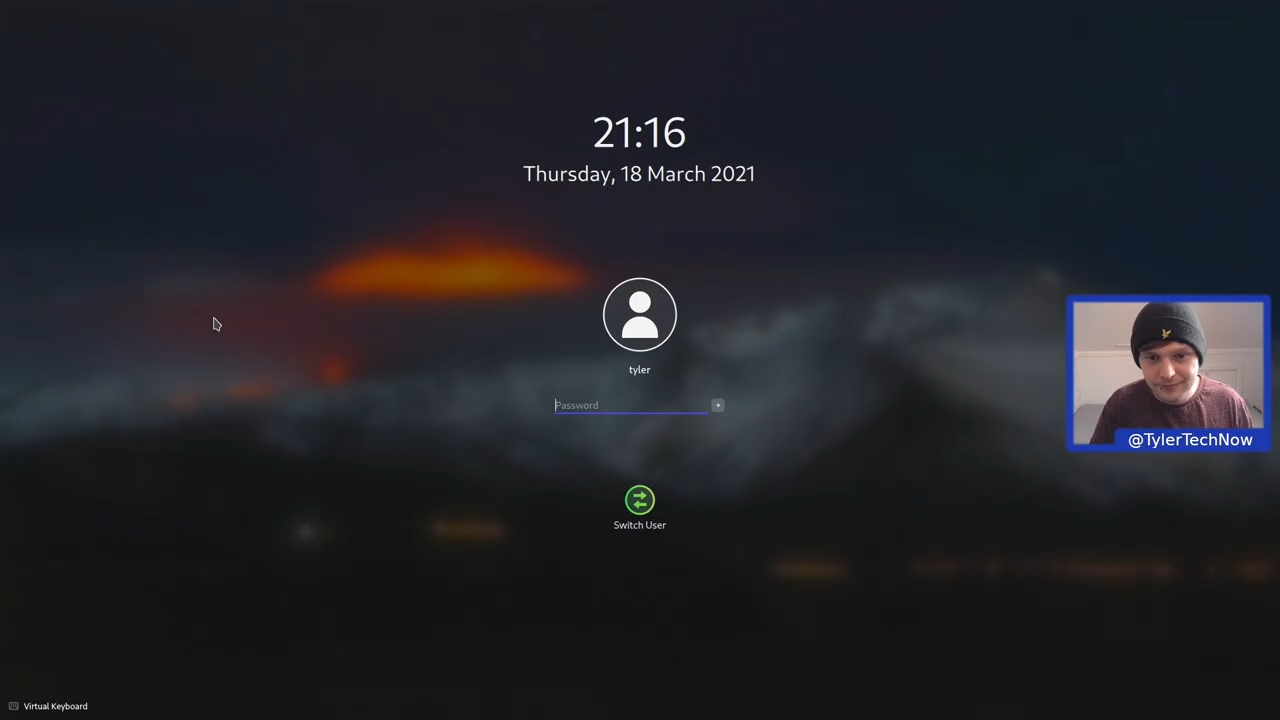 21:16
Thursday, 18 March 2021
tyler
Password
Switch User
@TylerTechNow
Virtual Keyboard